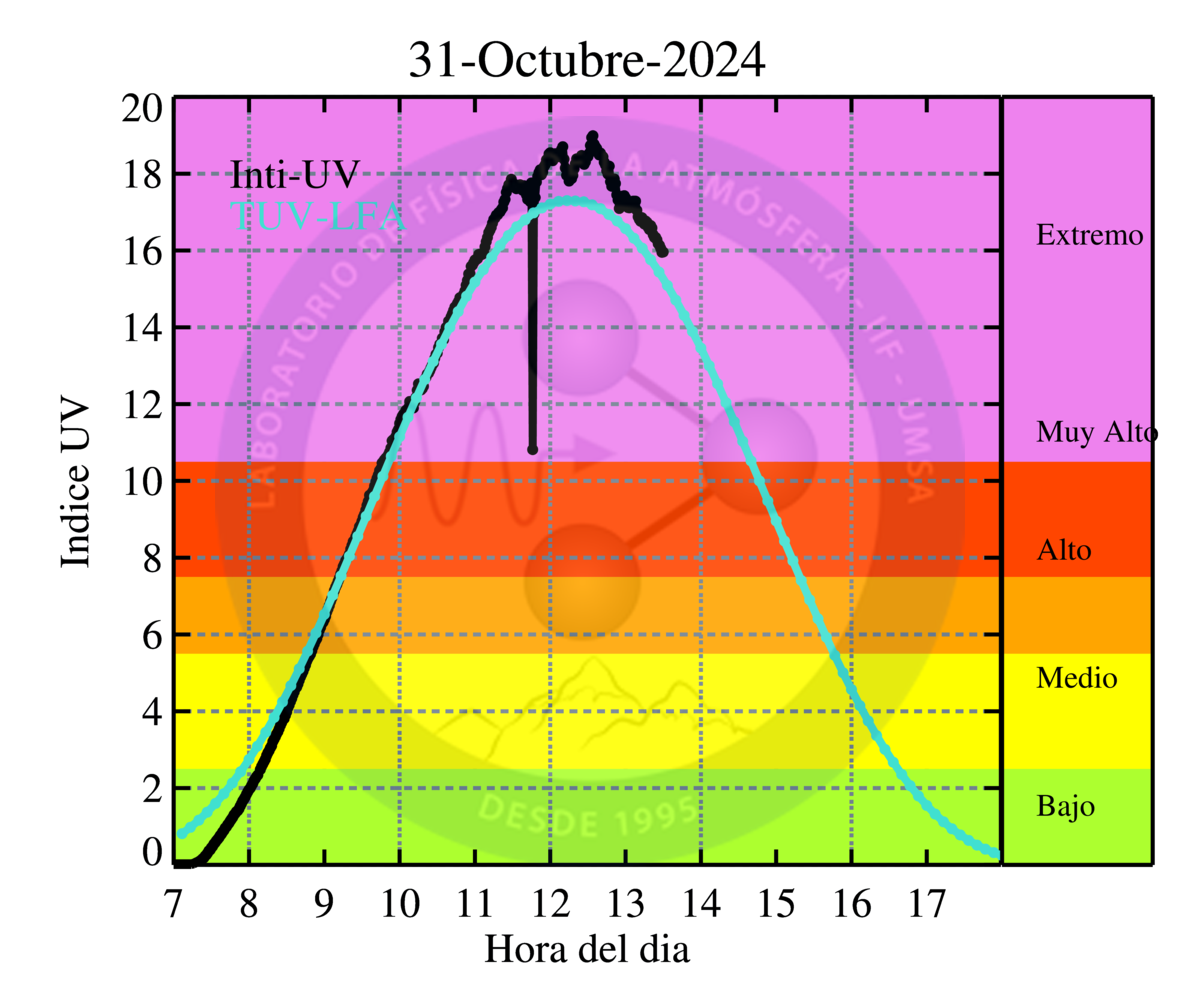 31-Octubre-2024
20
18
16
14
12
10
8
6
4
2
0
Indice UV
Inti-UV
TUV-LFA
LABORATORIO DE FÍSICA DE LA ATMÓSFERA - IIF - UMSA
DESDE 1995
Extremo
Muy Alto
Alto
Medio
Bajo
7 8 9 10 11 12 13 14 15 16 17
Hora del dia